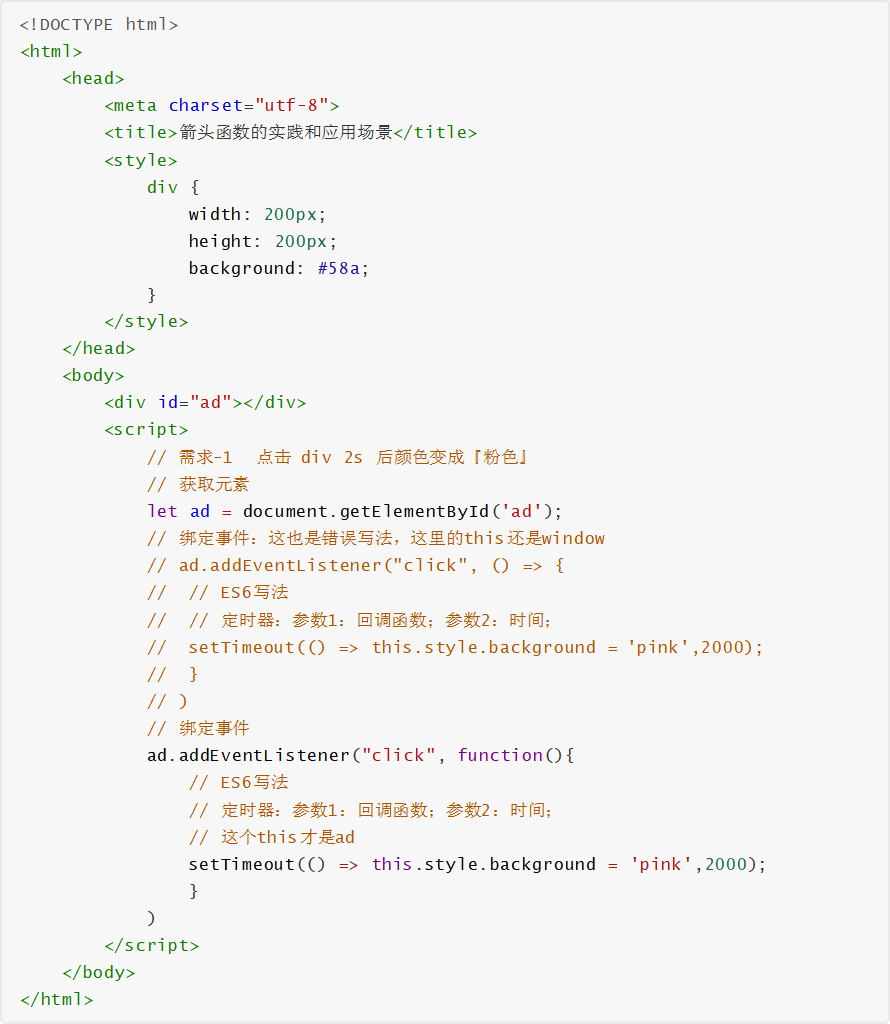 <!DOCTYPE html>
<html>
    <head>
        <meta charset="utf-8">
        <title>箭头函数的实践和应用场景</title>
        <style>
            div {
                width: 200px;
                height: 200px;
                background: #58a;
            }
        </style>
    </head>
    <body>
        <div id="ad"></div>
        <script>
            // 需求-1  点击 div 2s 后颜色变成『粉色』
            // 获取元素
            let ad = document.getElementById('ad');
            // 绑定事件：这也是错误写法，这里的this还是window
            // ad.addEventListener("click", () => {
            //  // ES6写法
            //  // 定时器：参数1：回调函数；参数2：时间；
            //  setTimeout(() => this.style.background = 'pink',2000);
            //  }
            // )
            // 绑定事件
            ad.addEventListener("click", function(){
                // ES6写法
                // 定时器：参数1：回调函数；参数2：时间；
                // 这个this才是ad
                setTimeout(() => this.style.background = 'pink',2000);
                }
            )
        </script>
    </body>
</html>